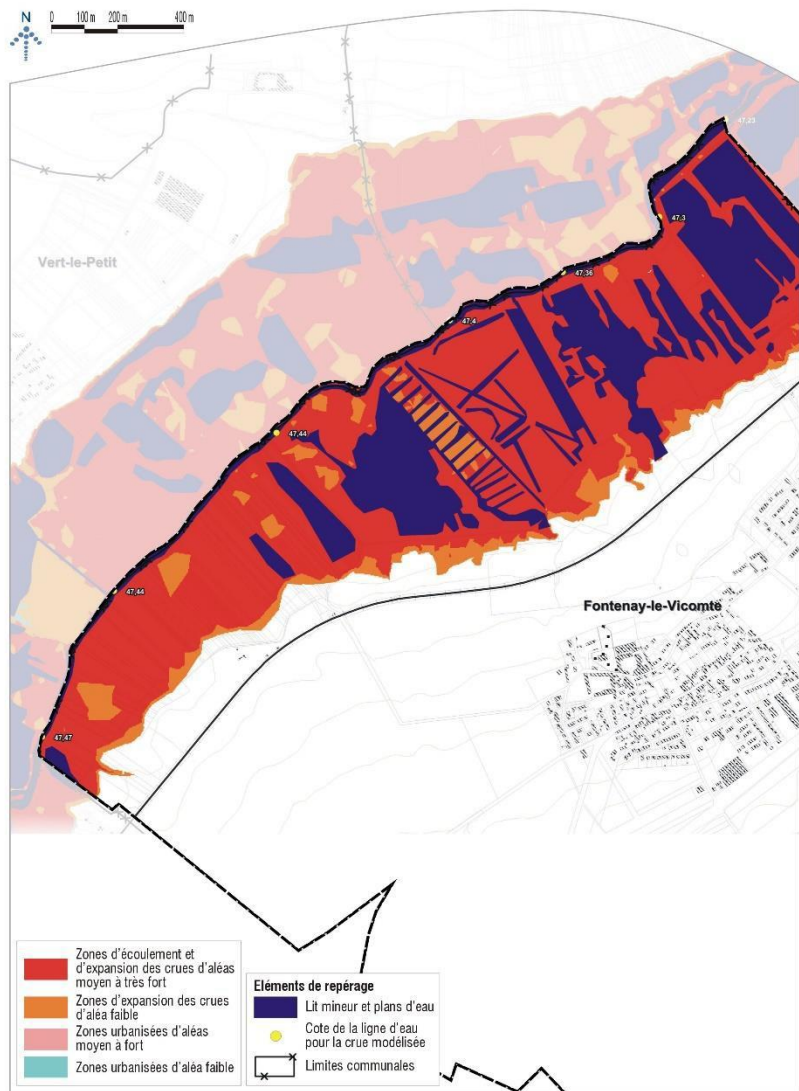 N
0 100 m 200 m 400 m
47,23
47,3
Vert-le-Petit
47,36
47,4
47,44
47,44
Fontenay-le-Vicomte
47,47
Zones d'écoulement et
d'expansion des crues d'aléas
moyen à très fort
Zones d'expansion des crues
d'aléa faible
Zones urbanisées d'aléas
moyen à fort
Zones urbanisées d'aléa faible
Eléments de repérage
Lit mineur et plans d'eau
Cote de la ligne d'eau
pour la crue modélisée
Limites communales